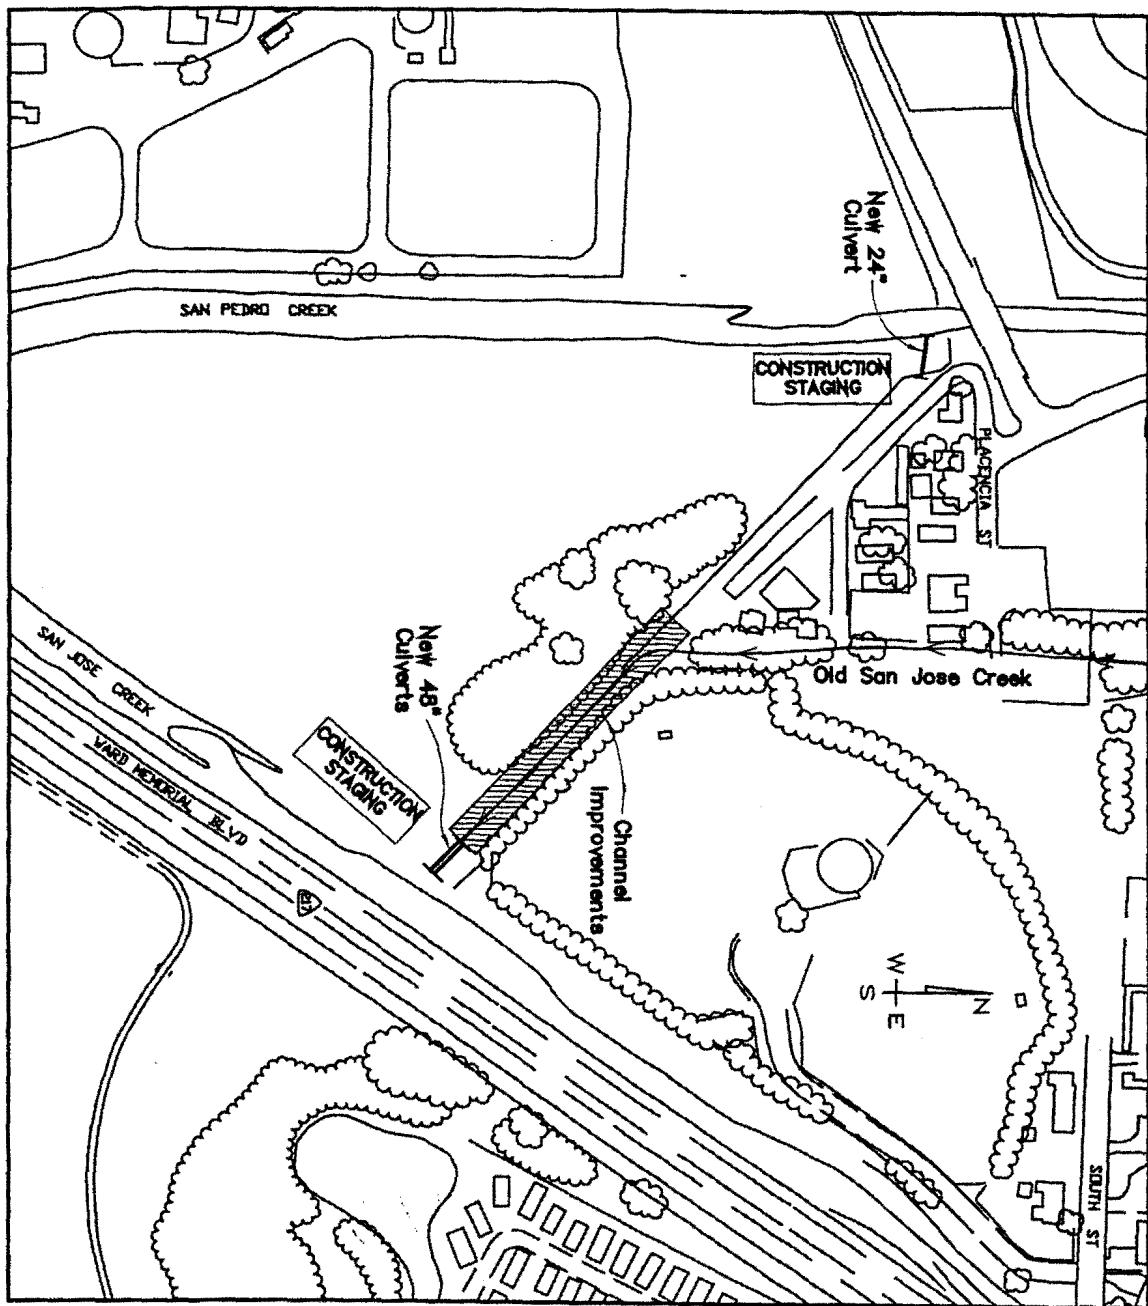 New 24"
Culvert
SAN PEDRO CREEK
CONSTRUCTION
STAGING
PLACENCIA ST
Old San Jose Creek
New 48"
Culverts
SAN JOSE CREEK
CONSTRUCTION
STAGING
Channel
Improvements
WARD MEMORIAL BLVD
217
N
W
E
S
SOUTH ST